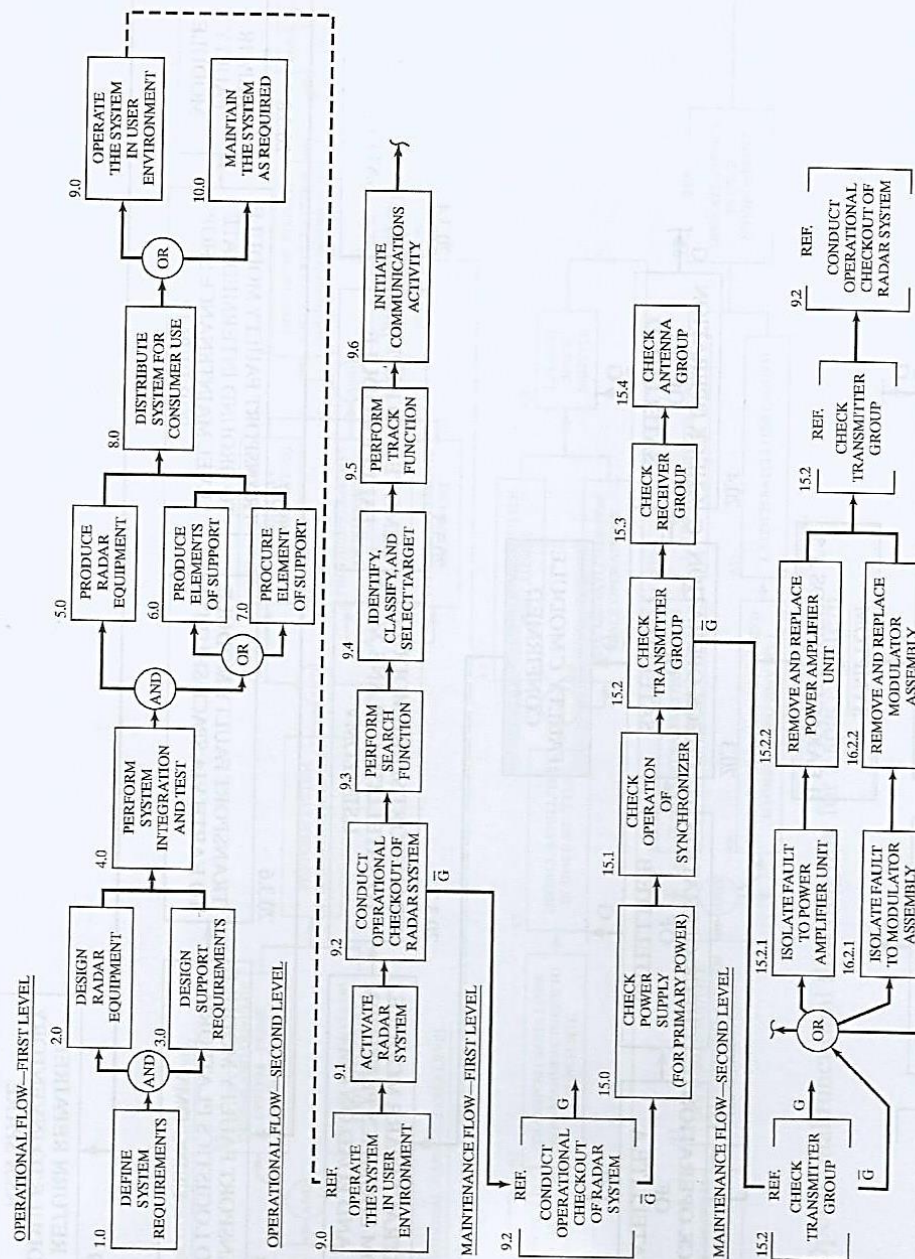 OPERATIONAL FLOW—FIRST LEVEL
1.0
DEFINE
SYSTEM
REQUIREMENTS
AND
2.0
DESIGN
RADAR
EQUIPMENT
3.0
DESIGN
SUPPORT
REQUIREMENTS
4.0
PERFORM
SYSTEM
INTEGRATION
AND TEST
AND
5.0
PRODUCE
RADAR
EQUIPMENT
OR
6.0
PRODUCE
ELEMENTS
OF SUPPORT
7.0
PROCURE
ELEMENT
OF SUPPORT
8.0
DISTRIBUTE
SYSTEM FOR
CONSUMER USE
OR
9.0
OPERATE
THE SYSTEM
IN USER
ENVIRONMENT
10.0
MAINTAIN
THE SYSTEM
AS REQUIRED
OPERATIONAL FLOW—SECOND LEVEL
9.0 REF.
OPERATE
THE SYSTEM
IN USER
ENVIRONMENT
9.1
ACTIVATE
RADAR
SYSTEM
9.2
CONDUCT
OPERATIONAL
CHECKOUT OF
RADAR SYSTEM
G̅
9.3
PERFORM
SEARCH
FUNCTION
9.4
IDENTIFY,
CLASSIFY, AND
SELECT TARGET
9.5
PERFORM
TRACK
FUNCTION
9.6
INITIATE
COMMUNICATIONS
ACTIVITY
MAINTENANCE FLOW—FIRST LEVEL
9.2 REF.
CONDUCT
OPERATIONAL
CHECKOUT
OF RADAR
SYSTEM
G
G̅
15.0
CHECK
POWER
SUPPLY
(FOR PRIMARY POWER)
15.1
CHECK
OPERATION
OF
SYNCHRONIZER
15.2
CHECK
TRANSMITTER
GROUP
G̅
15.3
CHECK
RECEIVER
GROUP
15.4
CHECK
ANTENNA
GROUP
MAINTENANCE FLOW—SECOND LEVEL
15.2 REF.
CHECK
TRANSMITTER
GROUP
G
G̅
OR
15.2.1
ISOLATE FAULT
TO POWER
AMPLIFIER UNIT
15.2.2
REMOVE AND REPLACE
POWER AMPLIFIER
UNIT
16.2.1
ISOLATE FAULT
TO MODULATOR
ASSEMBLY
16.2.2
REMOVE AND REPLACE
MODULATOR
ASSEMBLY
15.2 REF.
CHECK
TRANSMITTER
GROUP
9.2 REF.
CONDUCT
OPERATIONAL
CHECKOUT OF
RADAR SYSTEM